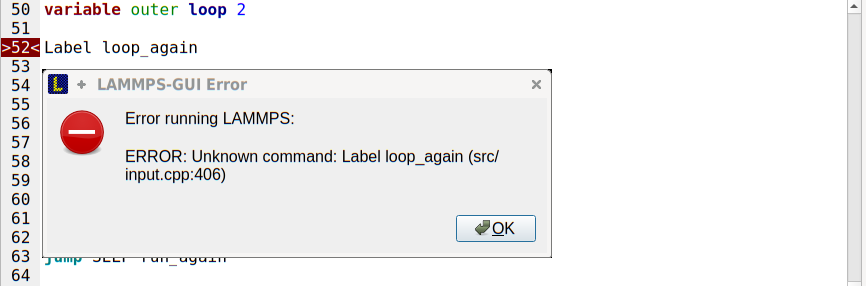 50 variable outer loop 2
51
>52< Label loop_again
53
54 LAMMPS-GUI Error
55
Error running LAMMPS:
56
57
58 ERROR: Unknown command: Label loop_again (src/
59 input.cpp:406)
60
61
OK
62
63 jump SELF run_again
64